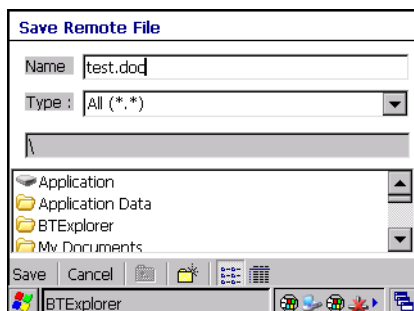 Save Remote File
Name test.doc
Type : All (*.*)
\
Application
Application Data
BTExplorer
My Documents
Save Cancel
BTExplorer